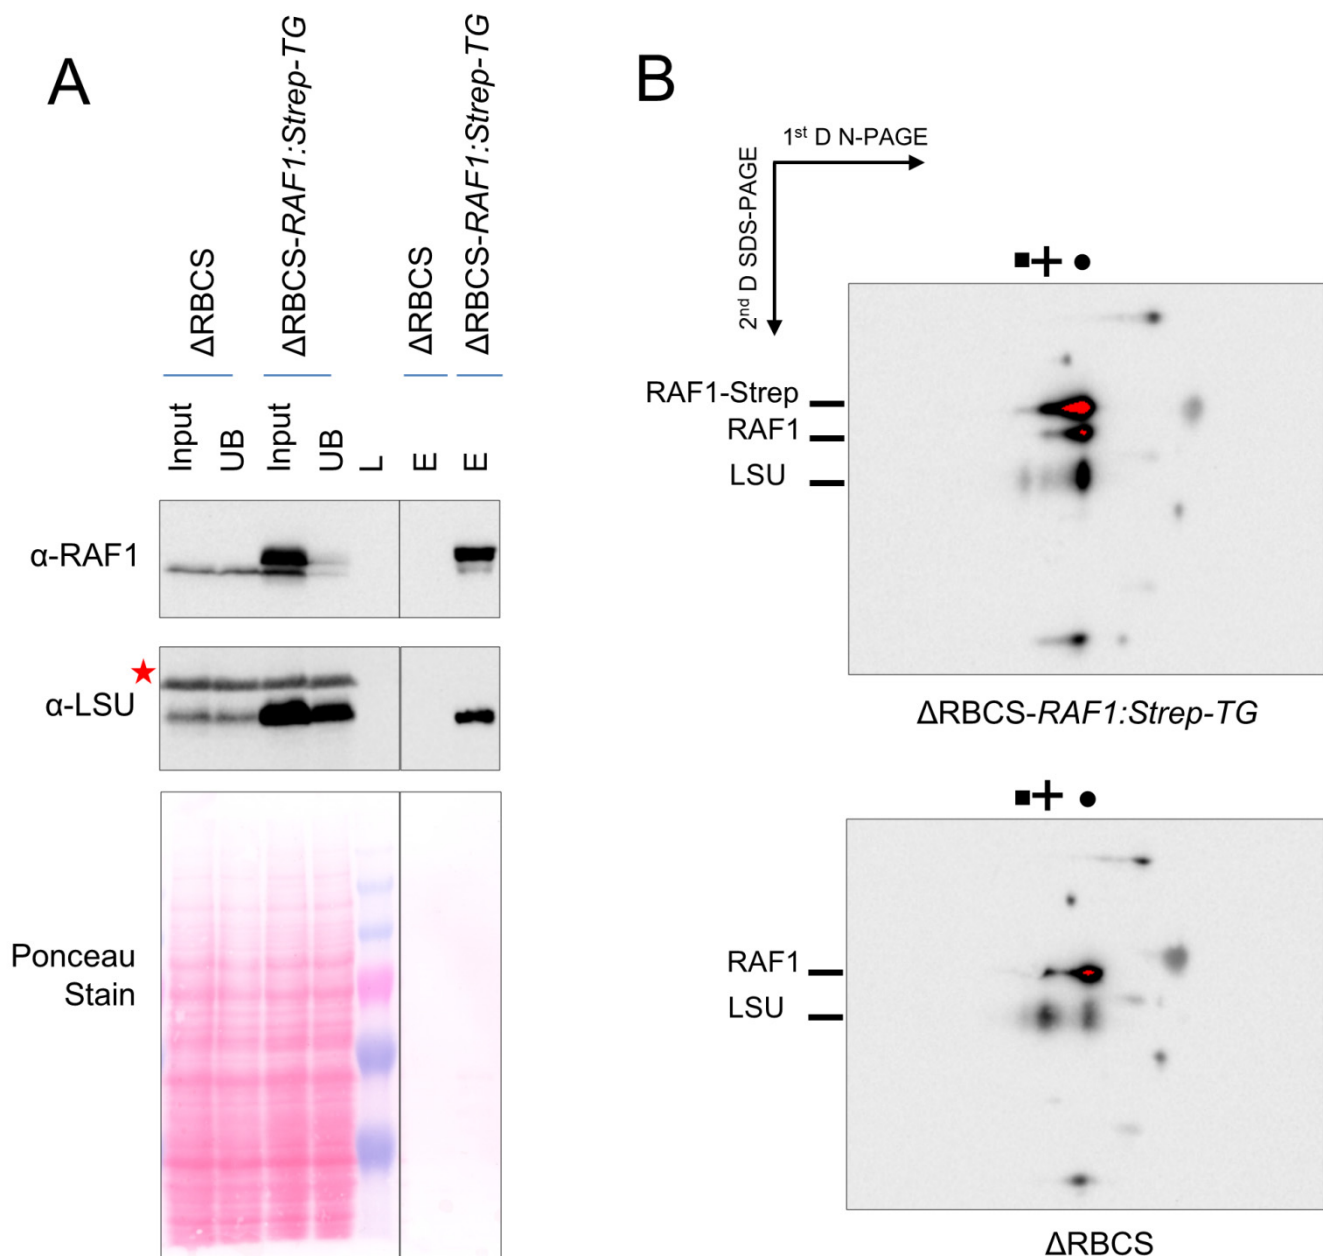 A
ΔRBCS
ΔRBCS-RAF1:Strep-TG
ΔRBCS
ΔRBCS-RAF1:Strep-TG
Input
UB
Input
UB
L
E
E
α-RAF1
α-LSU
Ponceau
Stain
B
1st D N-PAGE
2nd D SDS-PAGE
RAF1-Strep
RAF1
LSU
ΔRBCS-RAF1:Strep-TG
RAF1
LSU
ΔRBCS